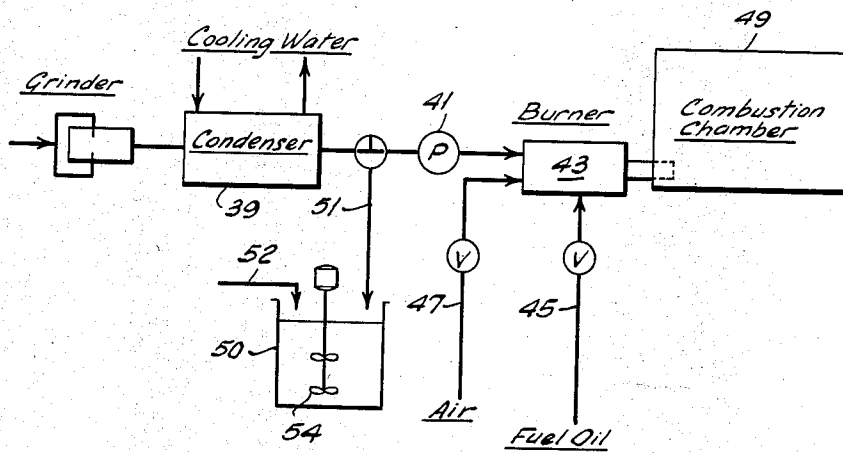 49
Cooling Water
Grinder
41
Burner
Combustion
Chamber
Condenser
P
43
39
51
52
V
V
47
45
50
54
Air
Fuel Oil